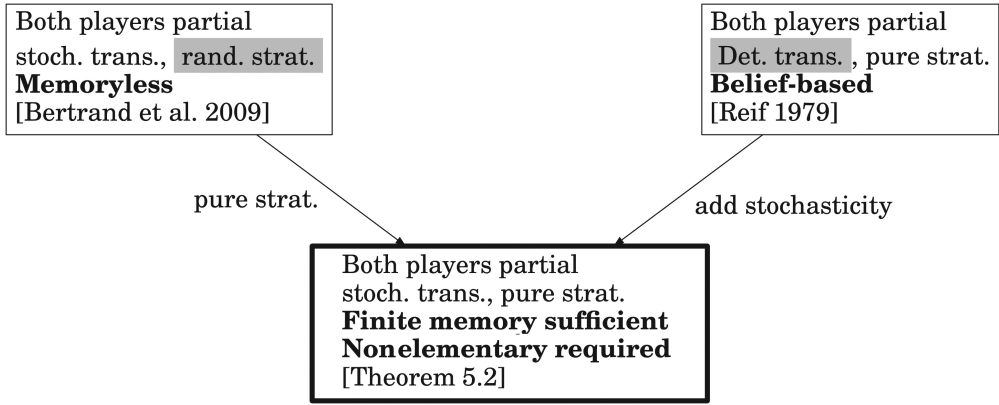 Both players partial
stoch. trans., rand. strat.
Memoryless
[Bertrand et al. 2009]
Both players partial
Det. trans. , pure strat.
Belief-based
[Reif 1979]
pure strat.
add stochasticity
Both players partial
stoch. trans., pure strat.
Finite memory sufficient
Nonelementary required
[Theorem 5.2]